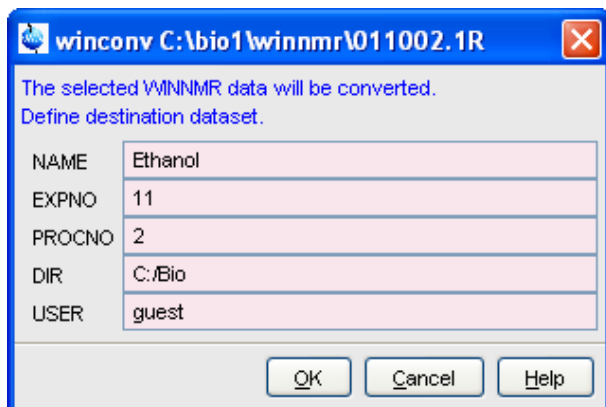 winconv C:\bio1\winnmr\011002.1R
The selected WINNMR data will be converted.
Define destination dataset.
NAME Ethanol
EXPNO 11
PROCNO 2
DIR C:/Bio
USER guest
OK Cancel Help